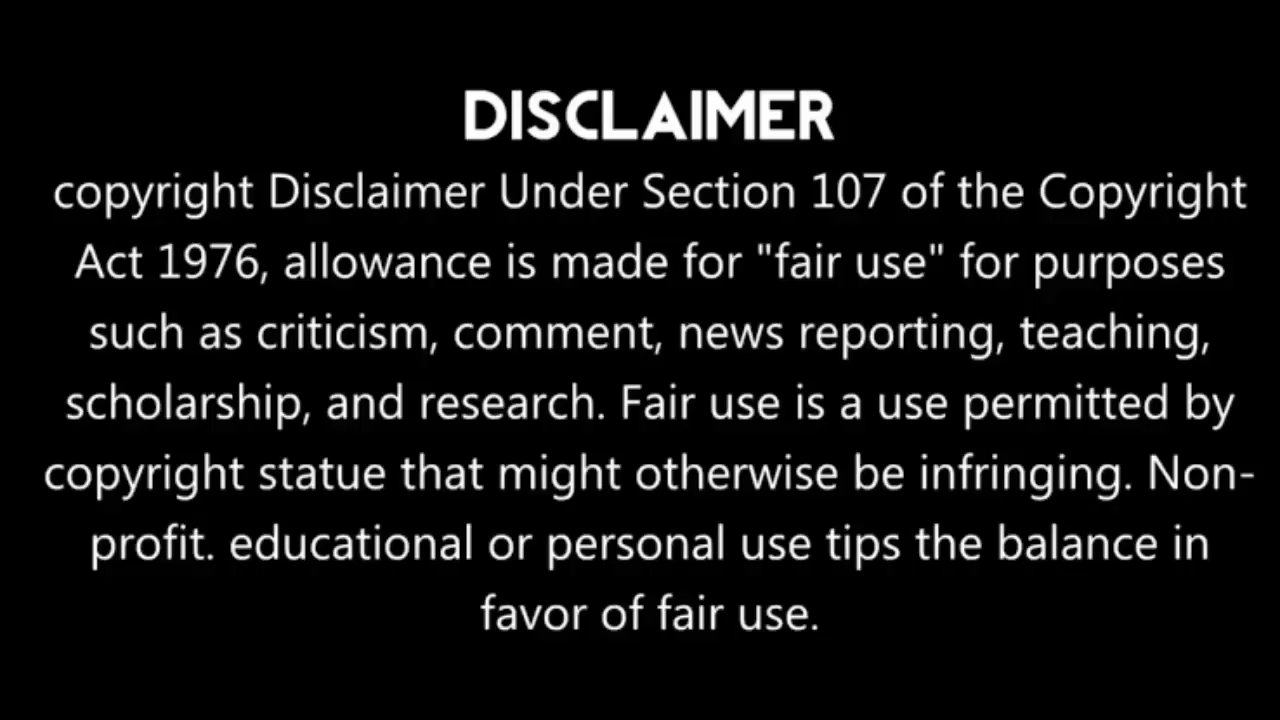 DISCLAIMER
copyright Disclaimer Under Section 107 of the Copyright
Act 1976, allowance is made for "fair use" for purposes
such as criticism, comment, news reporting, teaching,
scholarship, and research. Fair use is a use permitted by
copyright statue that might otherwise be infringing. Non-
profit. educational or personal use tips the balance in
favor of fair use.